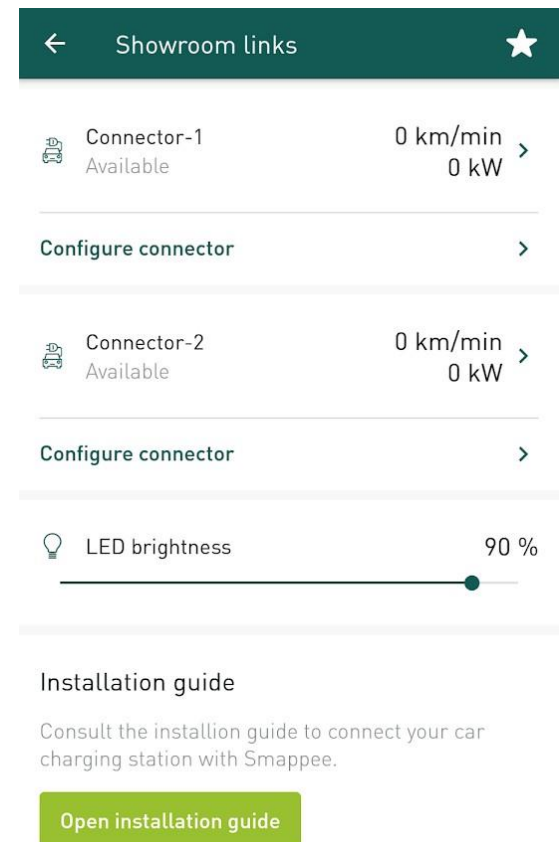 Showroom links
Connector-1
Available
0 km/min
0 kW
Configure connector
Connector-2
Available
0 km/min
0 kW
Configure connector
LED brightness
90 %
Installation guide
Consult the installion guide to connect your car
charging station with Smappee.
Open installation guide